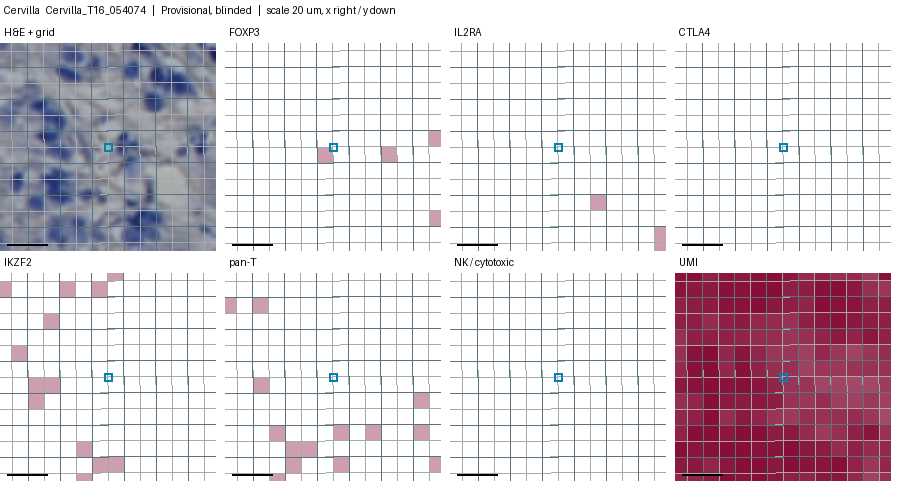 Cervilla Cervilla_T16_054074 | Provisional, blinded | scale 20 um, x right / y down
H&E + grid FOXP3 IL2RA CTLA4
IKZF2 pan-T NK / cytotoxic UMI